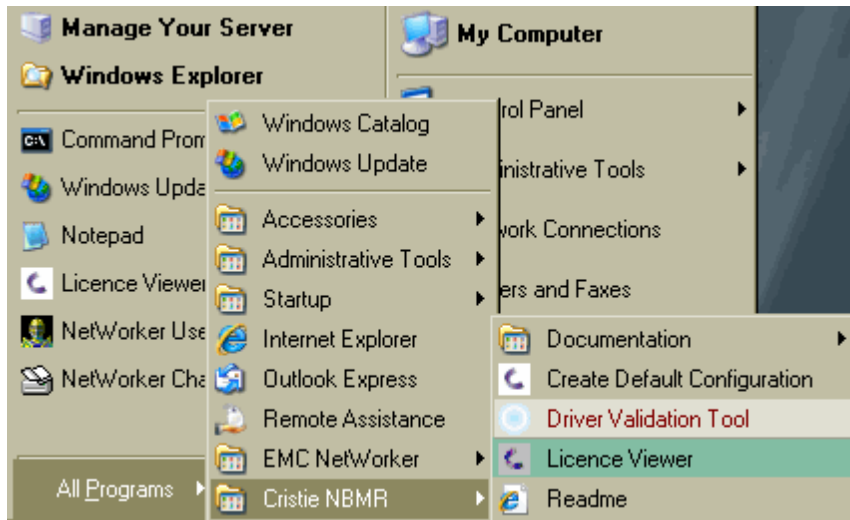 Manage Your Server
My Computer
Windows Explorer
Windows Catalog
rol Panel
Command Prom
Windows Update
inistrative Tools
Windows Upda
Accessories
work Connections
Notepad
Administrative Tools
Licence Viewer
Startup
ers and Faxes
NetWorker Use
Internet Explorer
Documentation
NetWorker Cha
Outlook Express
Create Default Configuration
Remote Assistance
Driver Validation Tool
EMC NetWorker
Licence Viewer
All Programs
Cristie NBMR
Readme